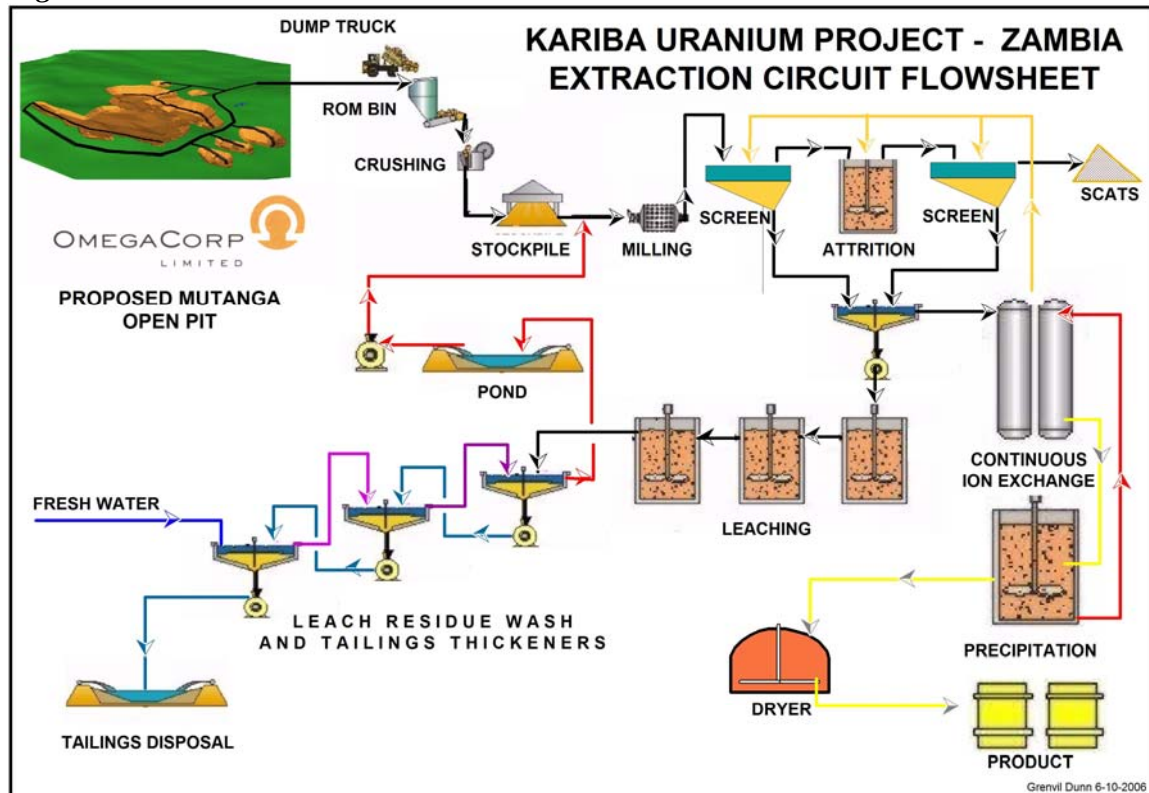 KARIBA URANIUM PROJECT - ZAMBIA
EXTRACTION CIRCUIT FLOWSHEET
DUMP TRUCK
ROM BIN
CRUSHING
STOCKPILE
MILLING
SCREEN
ATTRITION
SCREEN
SCATS
OMEGACORP
LIMITED
PROPOSED MUTANGA
OPEN PIT
POND
CONTINUOUS
ION EXCHANGE
LEACHING
FRESH WATER
LEACH RESIDUE WASH
AND TAILINGS THICKENERS
PRECIPITATION
DRYER
TAILINGS DISPOSAL
PRODUCT
Grenvil Dunn 6-10-2006